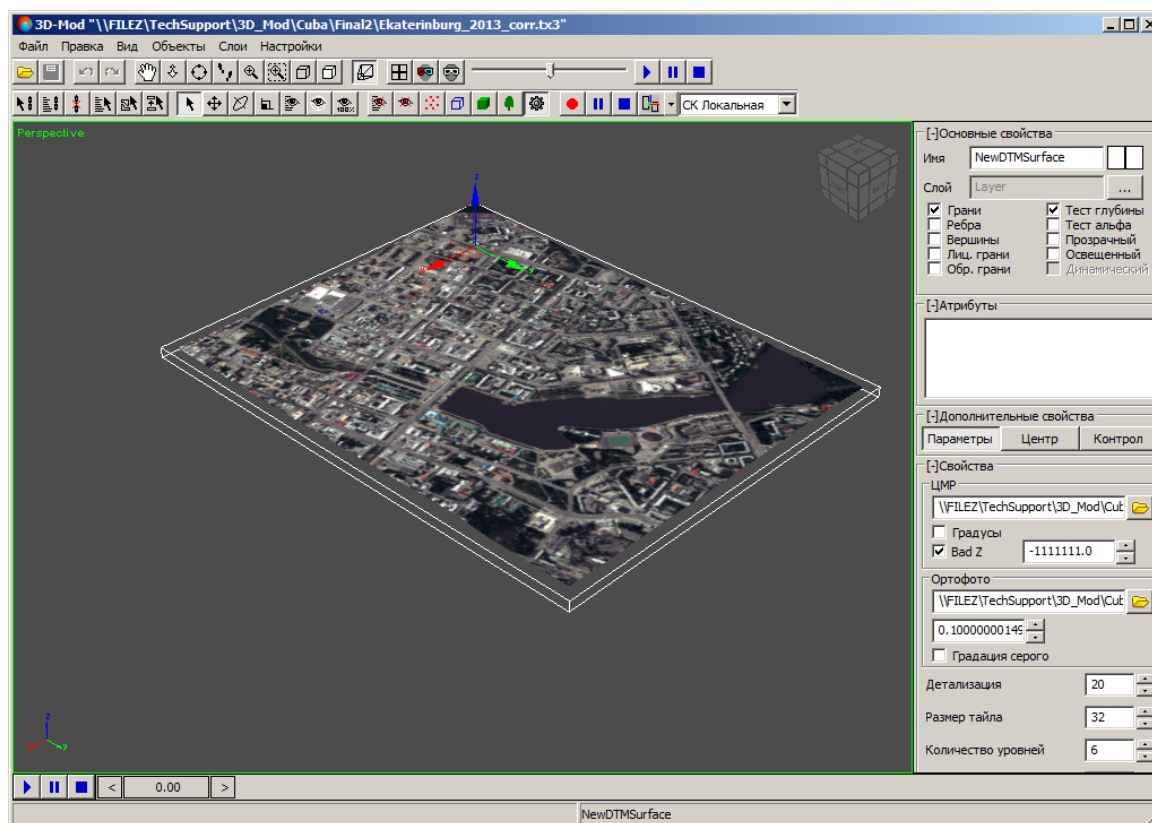 3D-Mod "\\FILEZ\TechSupport\3D_Mod\Cuba\Final2\Ekaterinburg_2013_corr.tx3"
Файл Правка Вид Объекты Слои Настройки
100%
СК Локальная
Perspective
z
x y
z
x y
[-]Основные свойства
Имя NewDTMSurface
Слой Layer ...
Грани Тест глубины
Ребра Тест альфа
Вершины Прозрачный
Лиц. грани Освещенный
Обр. грани Динамический
[-]Атрибуты
[-]Дополнительные свойства
Параметры Центр Контрол
[-]Свойства
ЦМР
\\FILEZ\TechSupport\3D_Mod\Cub
Градусы
Bad Z -1111111.0
Ортофото
\\FILEZ\TechSupport\3D_Mod\Cub
0.10000000149
Градация серого
Детализация 20
Размер тайла 32
Количество уровней 6
< 0.00 >
NewDTMSurface